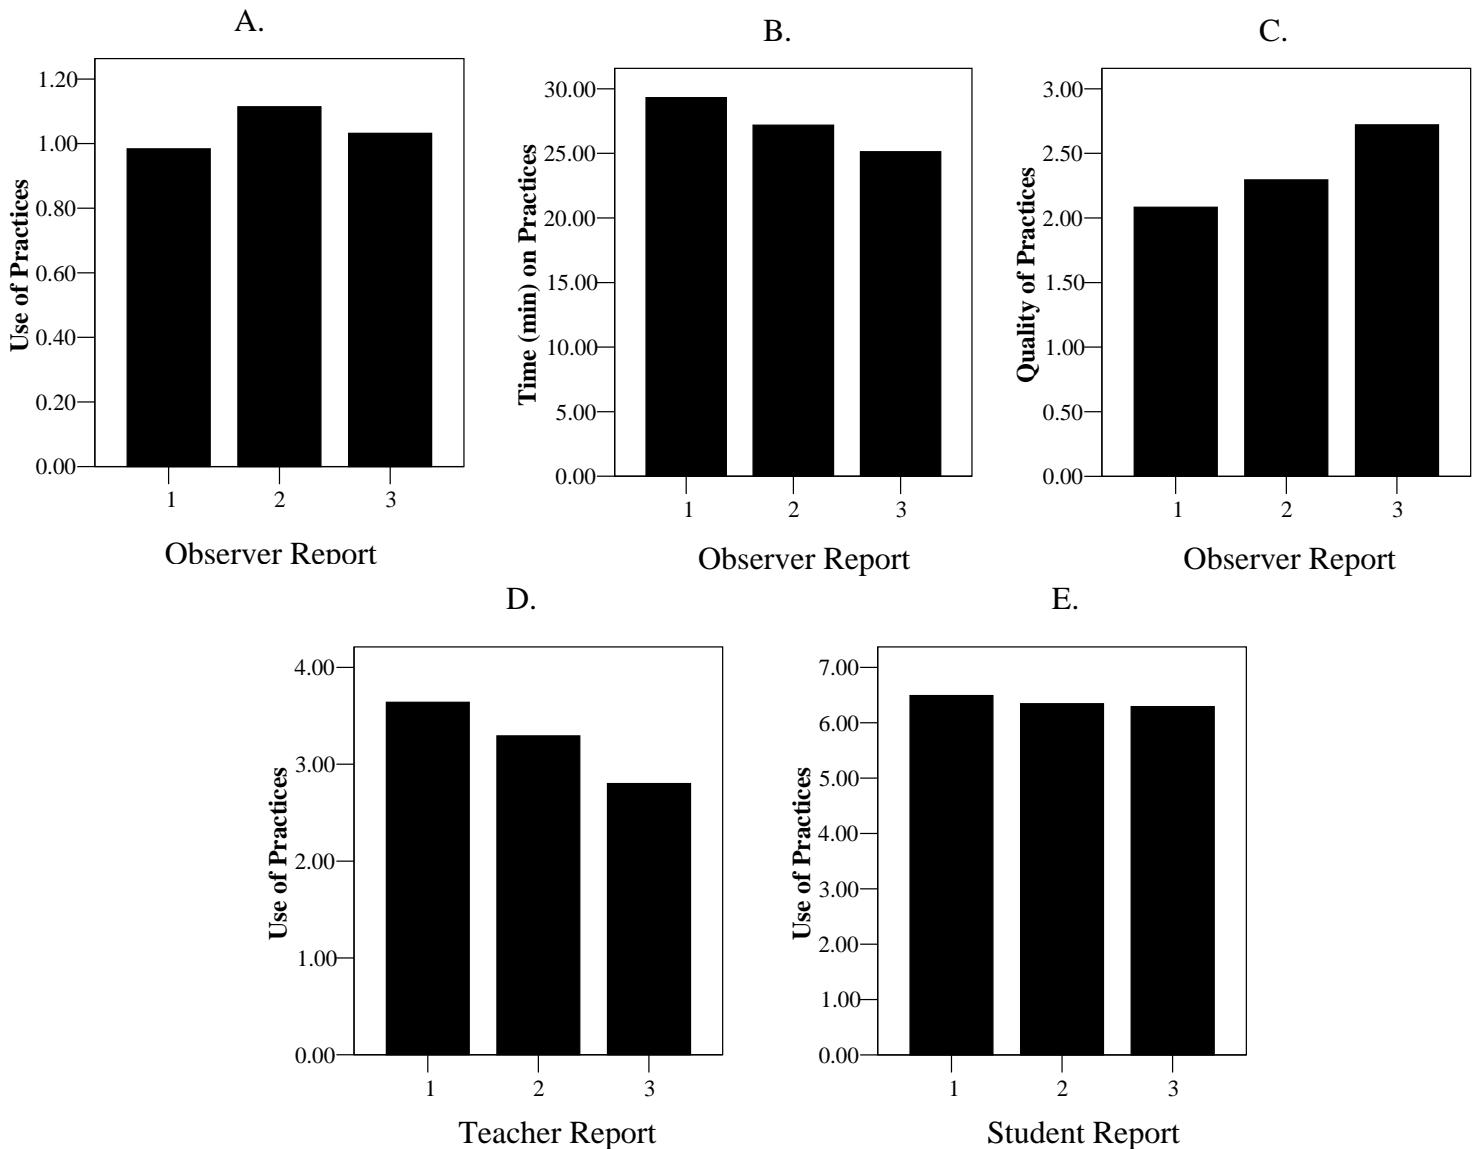 A.
1.20
1.00
0.80
0.60
0.40
0.20
0.00
Use of Practices
1 2 3
Observer Report
B.
30.00
25.00
20.00
15.00
10.00
5.00
0.00
Time (min) on Practices
1 2 3
Observer Report
C.
3.00
2.50
2.00
1.50
1.00
0.50
0.00
Quality of Practices
1 2 3
Observer Report
D.
4.00
3.00
2.00
1.00
0.00
Use of Practices
1 2 3
Teacher Report
E.
7.00
6.00
5.00
4.00
3.00
2.00
1.00
0.00
Use of Practices
1 2 3
Student Report